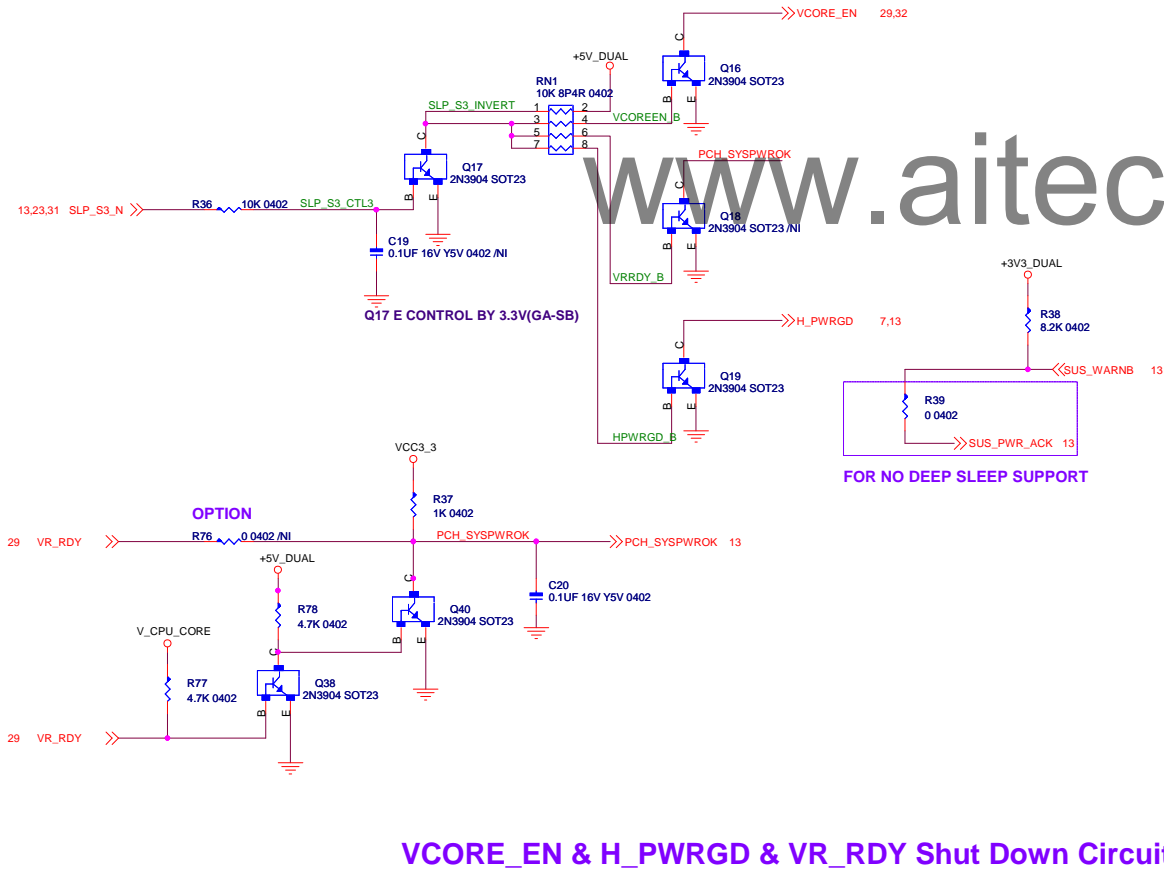 VCORE_EN 29,32
C
+5V_DUAL
Q16
2N3904 SOT23
RN1
10K 8P4R 0402
B
E
SLP_S3_INVERT
1 2
3 4
5 6
7 8
VCOREEN_B
C
Q17
2N3904 SOT23
B
E
PCH_SYSPWROK
www.aitec
C
Q18
2N3904 SOT23 /NI
B
E
13,23,31 SLP_S3_N
R36 10K 0402
SLP_S3_CTL3
C19
0.1UF 16V Y5V 0402 /NI
VRRDY_B
Q17 E CONTROL BY 3.3V(GA-SB)
H_PWRGD 7,13
C
Q19
2N3904 SOT23
B
E
HPWRGD_B
+3V3_DUAL
R38
8.2K 0402
SUS_WARNB 13
R39
0 0402
SUS_PWR_ACK 13
FOR NO DEEP SLEEP SUPPORT
VCC3_3
R37
1K 0402
OPTION
29 VR_RDY
R76 0 0402 /NI
PCH_SYSPWROK
PCH_SYSPWROK 13
+5V_DUAL
C20
0.1UF 16V Y5V 0402
C
Q40
2N3904 SOT23
B
E
R78
4.7K 0402
V_CPU_CORE
R77
4.7K 0402
C
Q38
2N3904 SOT23
B
E
29 VR_RDY
VCORE_EN & H_PWRGD & VR_RDY Shut Down Circuit